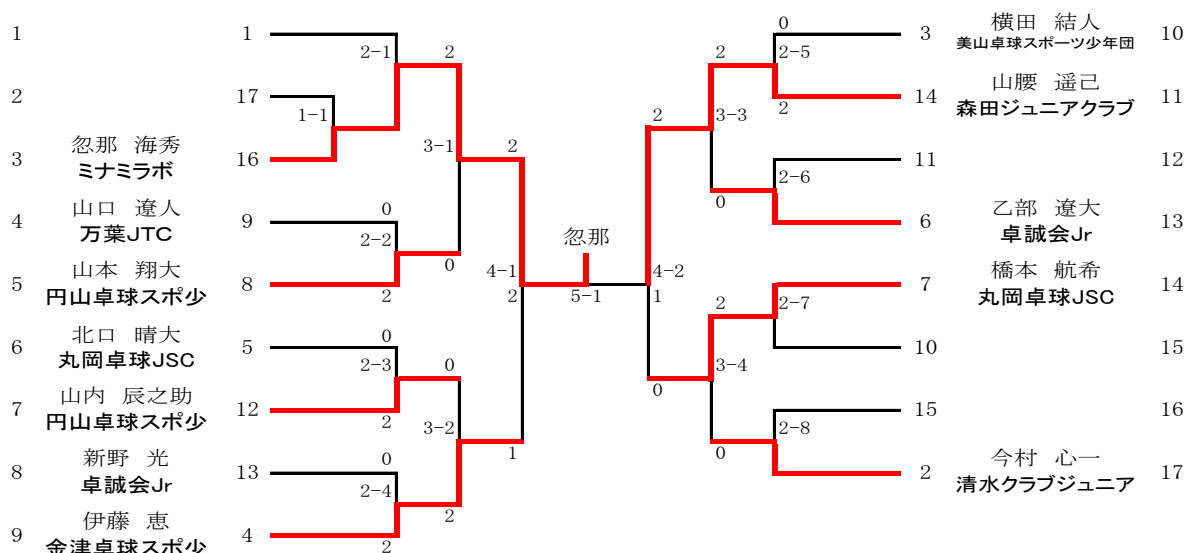 1 1
2 17
忽那 海秀
3 ミナミラボ 16
山口 遼人
4 万葉JTC 9
山本 翔大
5 円山卓球スポ少 8
北口 晴大
6 丸岡卓球JSC 5
山内 辰之助
7 円山卓球スポ少 12
新野 光
8 卓誠会Jr 13
伊藤 恵
9 金津卓球スポ少 4
2-1
2
1-1
3-1
2
0
2-2
0
2
4-1
2
0
2-3
0
2
3-2
1
0
2-4
2
2
忽那
5-1
4-2
1
2
2
3-3
0
2-5
2
2-6
0
2
2-7
3-4
0
2-8
0
横田 結人
3 美山卓球スポーツ少年団 10
山腰 遥己
14 森田ジュニアクラブ 11
11 12
乙部 遼大
6 卓誠会Jr 13
橋本 航希
7 丸岡卓球JSC 14
10 15
15 16
今村 心一
2 清水クラブジュニア 17